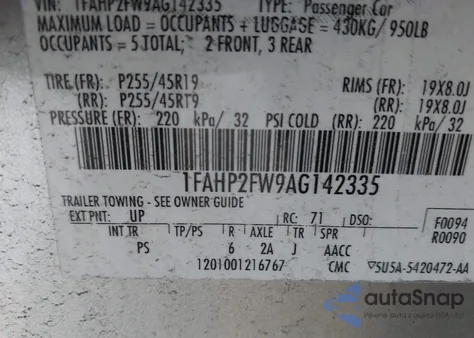 VIN: 1FAHP2FW9AG142335 TYPE: Passenger Car
MAXIMUM LOAD = OCCUPANTS + LUGGAGE = 430KG/ 950LB
OCCUPANTS = 5 TOTAL; 2 FRONT, 3 REAR
TIRE (FR): P255/45R19 RIMS (FR): 19X8.0J
(RR): P255/45R19 (RR): 19X8.0J
PRESSURE (FR): 220 kPa/ 32 PSI COLD (RR): 220 kPa/ 32
1FAHP2FW9AG142335
TRAILER TOWING - SEE OWNER GUIDE
EXT PNT: UP RC: 71 DSO: F0094
R0090
INT TR TP/PS R AXLE TR SPR
PS 6 2A J AACC
1201001216767 CMC 5U5A-5420472-AA
autoSnap